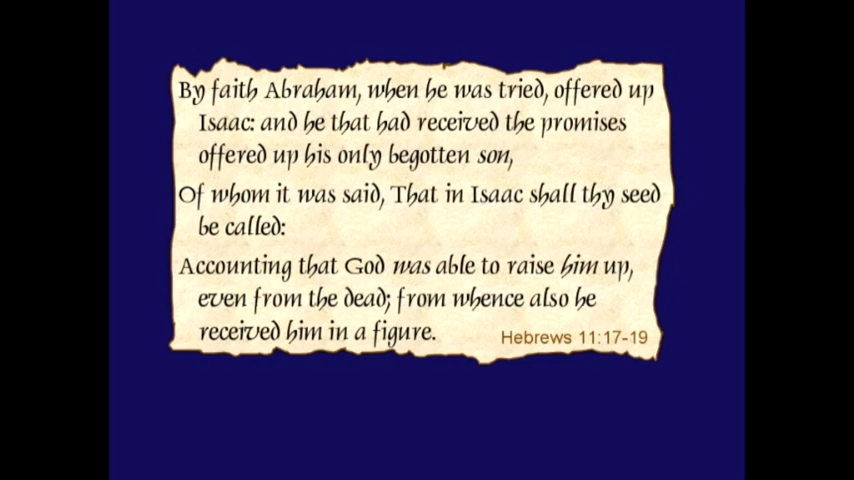 By faith Abraham, when he was tried, offered up
Isaac: and he that had received the promises
offered up his only begotten son,
Of whom it was said, That in Isaac shall thy seed
be called:
Accounting that God was able to raise him up,
even from the dead; from whence also he
received him in a figure.
Hebrews 11:17-19